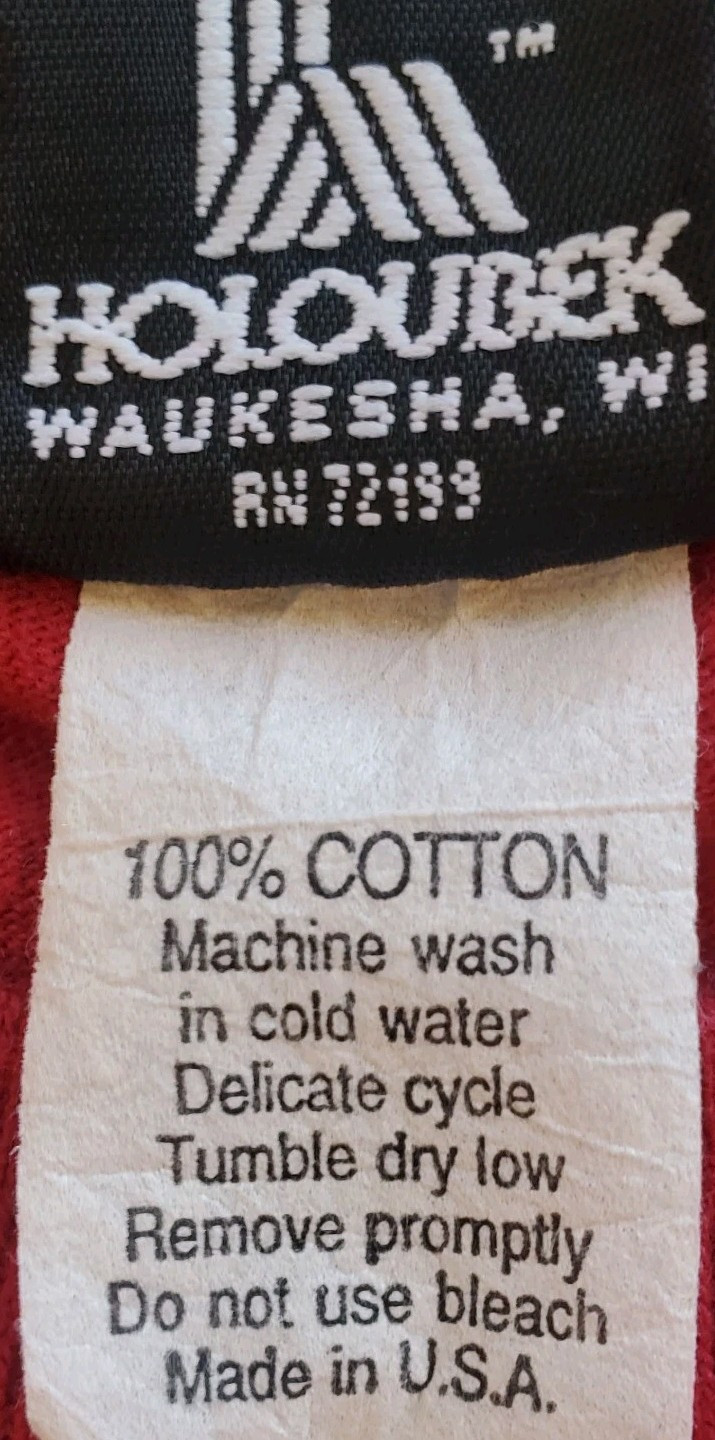 TM
HOLOUBEK
WAUKESHA, WI
RN 72199
100% COTTON
Machine wash
in cold water
Delicate cycle
Tumble dry low
Remove promptly
Do not use bleach
Made in U.S.A.